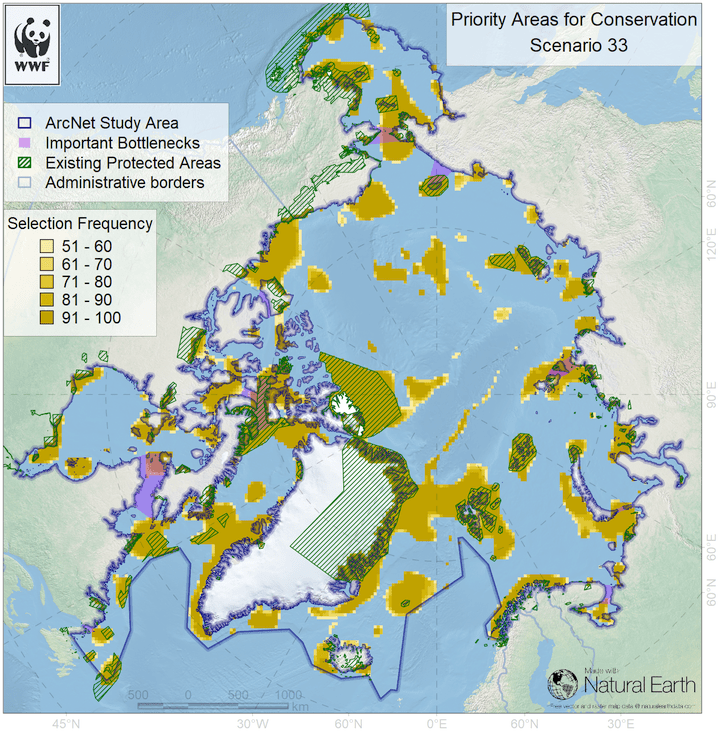 Priority Areas for Conservation
Scenario 33
WWF
ArcNet Study Area
Important Bottlenecks
Existing Protected Areas
Administrative borders
Selection Frequency
51 - 60
61 - 70
71 - 80
81 - 90
91 - 100
60°N
120°E
90°E
60°E
60°N
Made with
Natural Earth
Free vector and raster map data @ naturalearthdata.com
500 0 500 1000
km
45°N
30°W
60°N
0°E
60°N
30°E